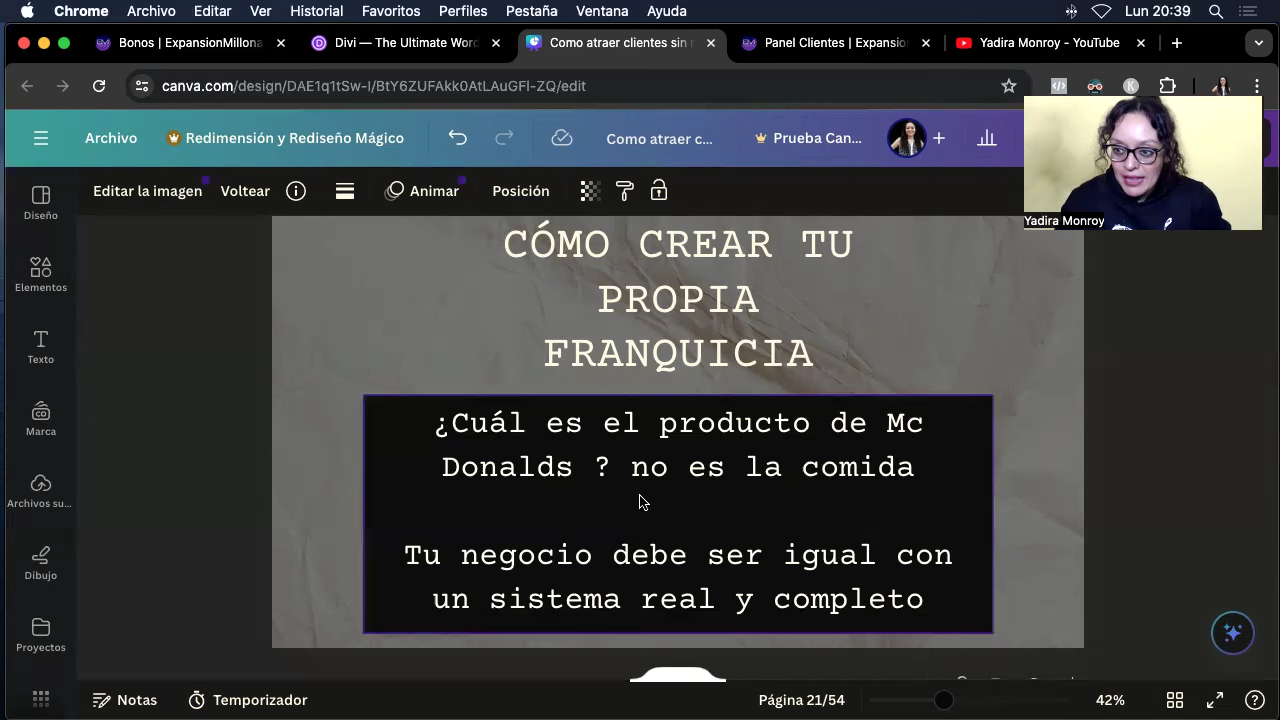 Chrome Archivo Editar Ver Historial Favoritos Perfiles Pestaña Ventana Ayuda Lun 20:39
Bonos | ExpansionMillona
Divi — The Ultimate Word
Como atraer clientes sin
Panel Clientes | Expansio
Yadira Monroy - YouTube
canva.com/design/DAE1q1tSw-I/BtY6ZUFAkk0AtLAuGFI-ZQ/edit
Archivo Redimensión y Rediseño Mágico Como atraer c... Prueba Can...
Editar la imagen Voltear Animar Posición
Yadira Monroy
Diseño
Elementos
Texto
Marca
Archivos su...
Dibujo
Proyectos
CÓMO CREAR TU
PROPIA
FRANQUICIA
¿Cuál es el producto de Mc
Donalds ? no es la comida
Tu negocio debe ser igual con
un sistema real y completo
Notas Temporizador Página 21/54 42%